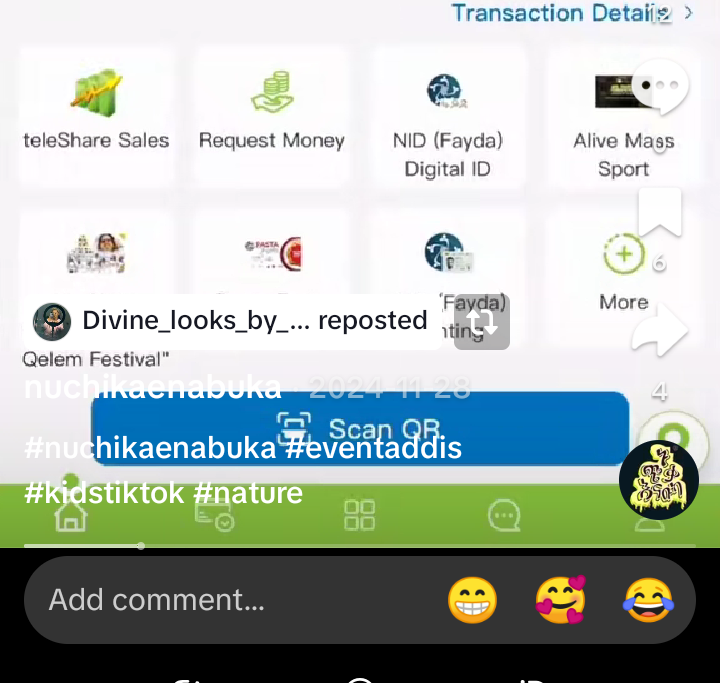 Transaction Details
12
teleShare Sales
Request Money
NID (Fayda)
Digital ID
Alive Mass
Sport
PASTA
(Fayda)
nting
More
6
Divine_looks_by_... reposted
Qelem Festival"
nuchikaenabuka · 2024-11-28
4
Scan QR
#nuchikaenabuka #eventaddis
#kidstiktok #nature
Add comment...